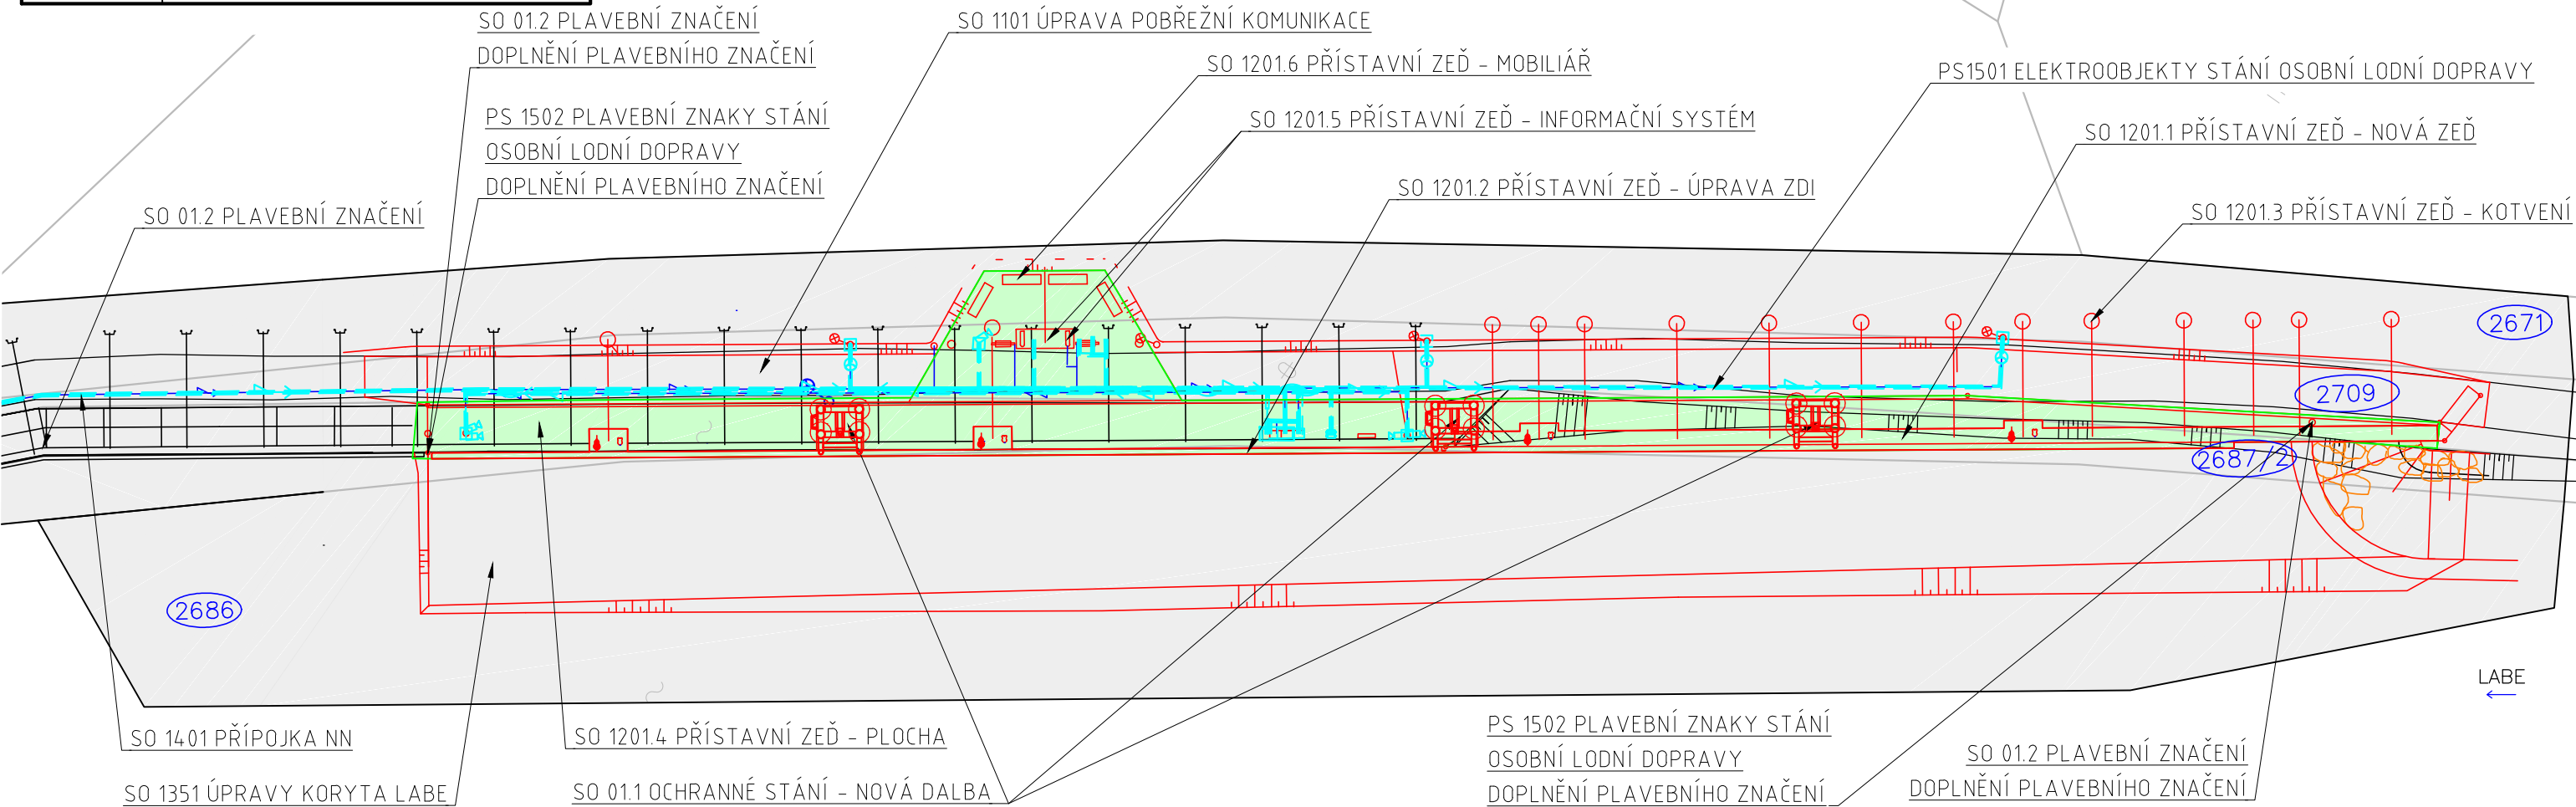 SO 01.2 PLAVEBNÍ ZNAČENÍ
DOPLNĚNÍ PLAVEBNÍHO ZNAČENÍ
SO 1101 ÚPRAVA POBŘEŽNÍ KOMUNIKACE
SO 1201.6 PŘÍSTAVNÍ ZEĎ - MOBILIÁŘ
PS1501 ELEKTROOBJEKTY STÁNÍ OSOBNÍ LODNÍ DOPRAVY
PS 1502 PLAVEBNÍ ZNAKY STÁNÍ
OSOBNÍ LODNÍ DOPRAVY
DOPLNĚNÍ PLAVEBNÍHO ZNAČENÍ
SO 1201.5 PŘÍSTAVNÍ ZEĎ - INFORMAČNÍ SYSTÉM
SO 1201.1 PŘÍSTAVNÍ ZEĎ - NOVÁ ZEĎ
SO 1201.2 PŘÍSTAVNÍ ZEĎ - ÚPRAVA ZDI
SO 01.2 PLAVEBNÍ ZNAČENÍ
SO 1201.3 PŘÍSTAVNÍ ZEĎ - KOTVENÍ
2671
2709
2687/2
2686
LABE
SO 1401 PŘÍPOJKA NN
SO 1201.4 PŘÍSTAVNÍ ZEĎ - PLOCHA
SO 1351 ÚPRAVY KORYTA LABE
SO 01.1 OCHRANNÉ STÁNÍ - NOVÁ DALBA
PS 1502 PLAVEBNÍ ZNAKY STÁNÍ
OSOBNÍ LODNÍ DOPRAVY
DOPLNĚNÍ PLAVEBNÍHO ZNAČENÍ
SO 01.2 PLAVEBNÍ ZNAČENÍ
DOPLNĚNÍ PLAVEBNÍHO ZNAČENÍ